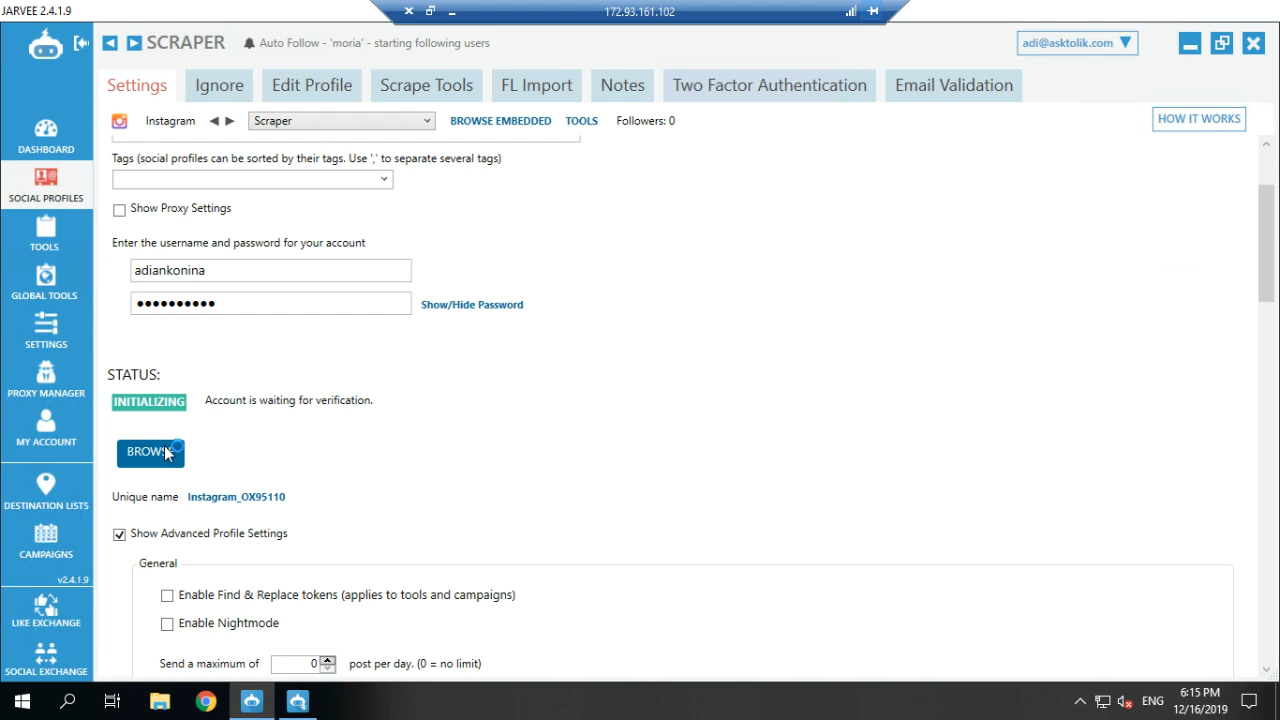 JARVEE 2.4.1.9
172.93.161.102
SCRAPER
Auto Follow - 'moria' - starting following users
adi@asktolik.com
Settings
Ignore
Edit Profile
Scrape Tools
FL Import
Notes
Two Factor Authentication
Email Validation
Instagram
Scraper
BROWSE EMBEDDED
TOOLS
Followers: 0
HOW IT WORKS
DASHBOARD
SOCIAL PROFILES
TOOLS
GLOBAL TOOLS
SETTINGS
PROXY MANAGER
MY ACCOUNT
DESTINATION LISTS
CAMPAIGNS
v2.4.1.9
LIKE EXCHANGE
SOCIAL EXCHANGE
Tags (social profiles can be sorted by their tags. Use ',' to separate several tags)
Show Proxy Settings
Enter the username and password for your account
adiankonina
●●●●●●●●●●
Show/Hide Password
STATUS:
INITIALIZING
Account is waiting for verification.
Unique name
Instagram_OX95110
Show Advanced Profile Settings
General
Enable Find & Replace tokens (applies to tools and campaigns)
Enable Nightmode
Send a maximum of 0 post per day. (0 = no limit)
ENG
6:15 PM
12/16/2019